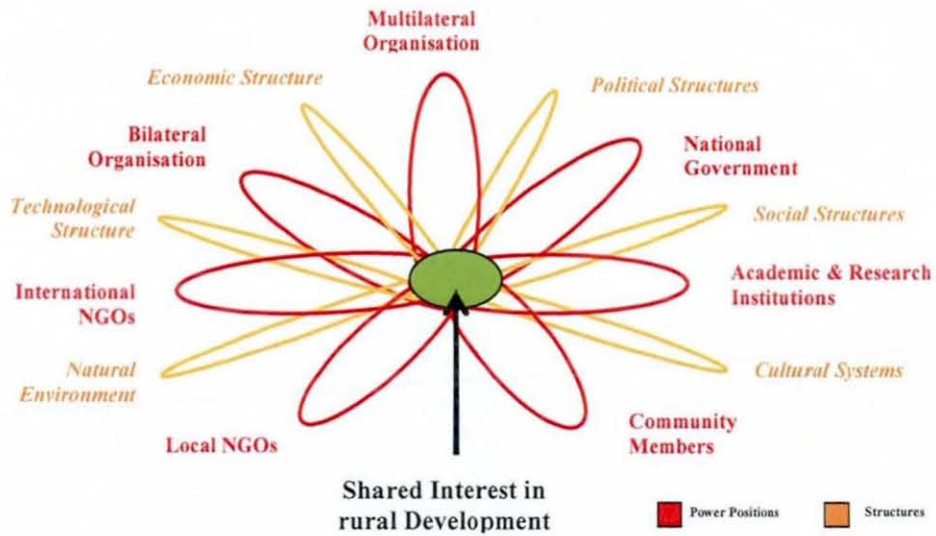 Multilateral
Organisation
Economic Structure
Political Structures
Bilateral
Organisation
National
Government
Technological
Structure
Social Structures
International
NGOs
Academic & Research
Institutions
Natural
Environment
Cultural Systems
Local NGOs
Community
Members
Shared Interest in
rural Development
Power Positions
Structures